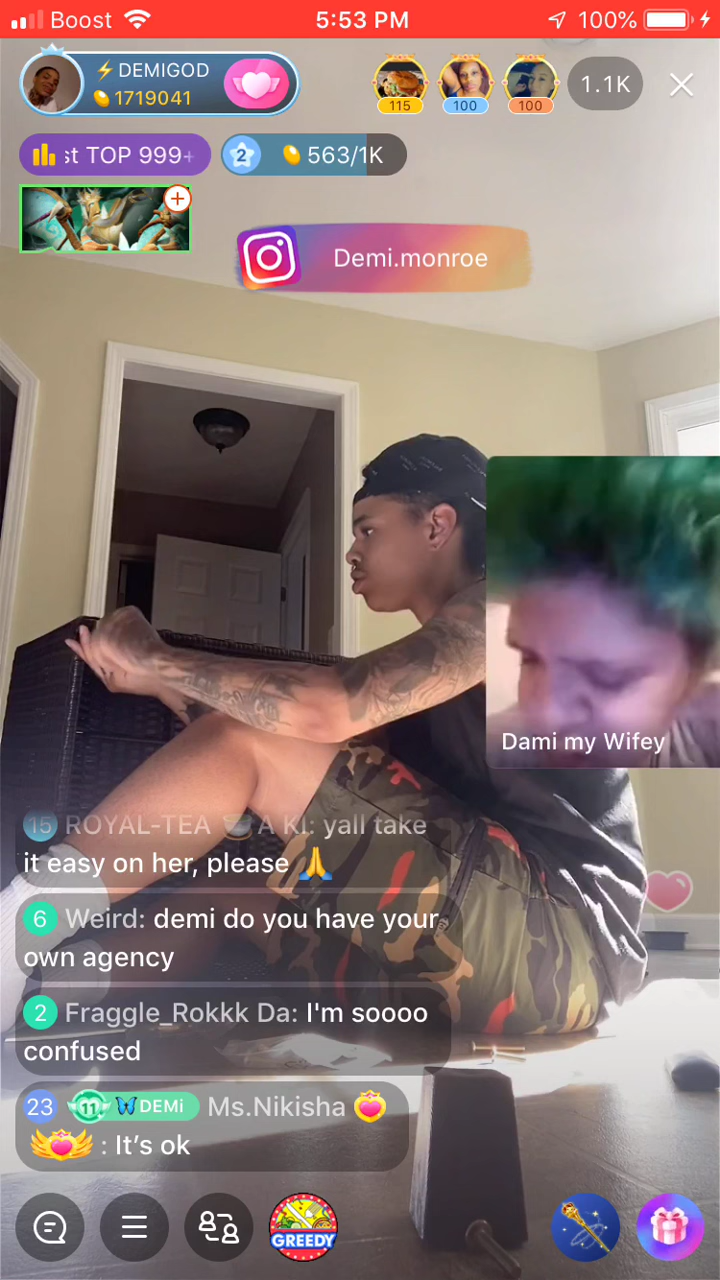 Boost 5:53 PM 100%
⚡DEMIGOD
1719041
115 100 100 1.1K
st TOP 999+ 2 563/1K
Demi.monroe
Dami my Wifey
15 ROYAL-TEA A KI: yall take
it easy on her, please 🙏
6 Weird: demi do you have your
own agency
2 Fraggle_Rokkk Da: I'm soooo
confused
23 11 🦋 DEMi Ms.Nikisha
: It's ok
GREEDY